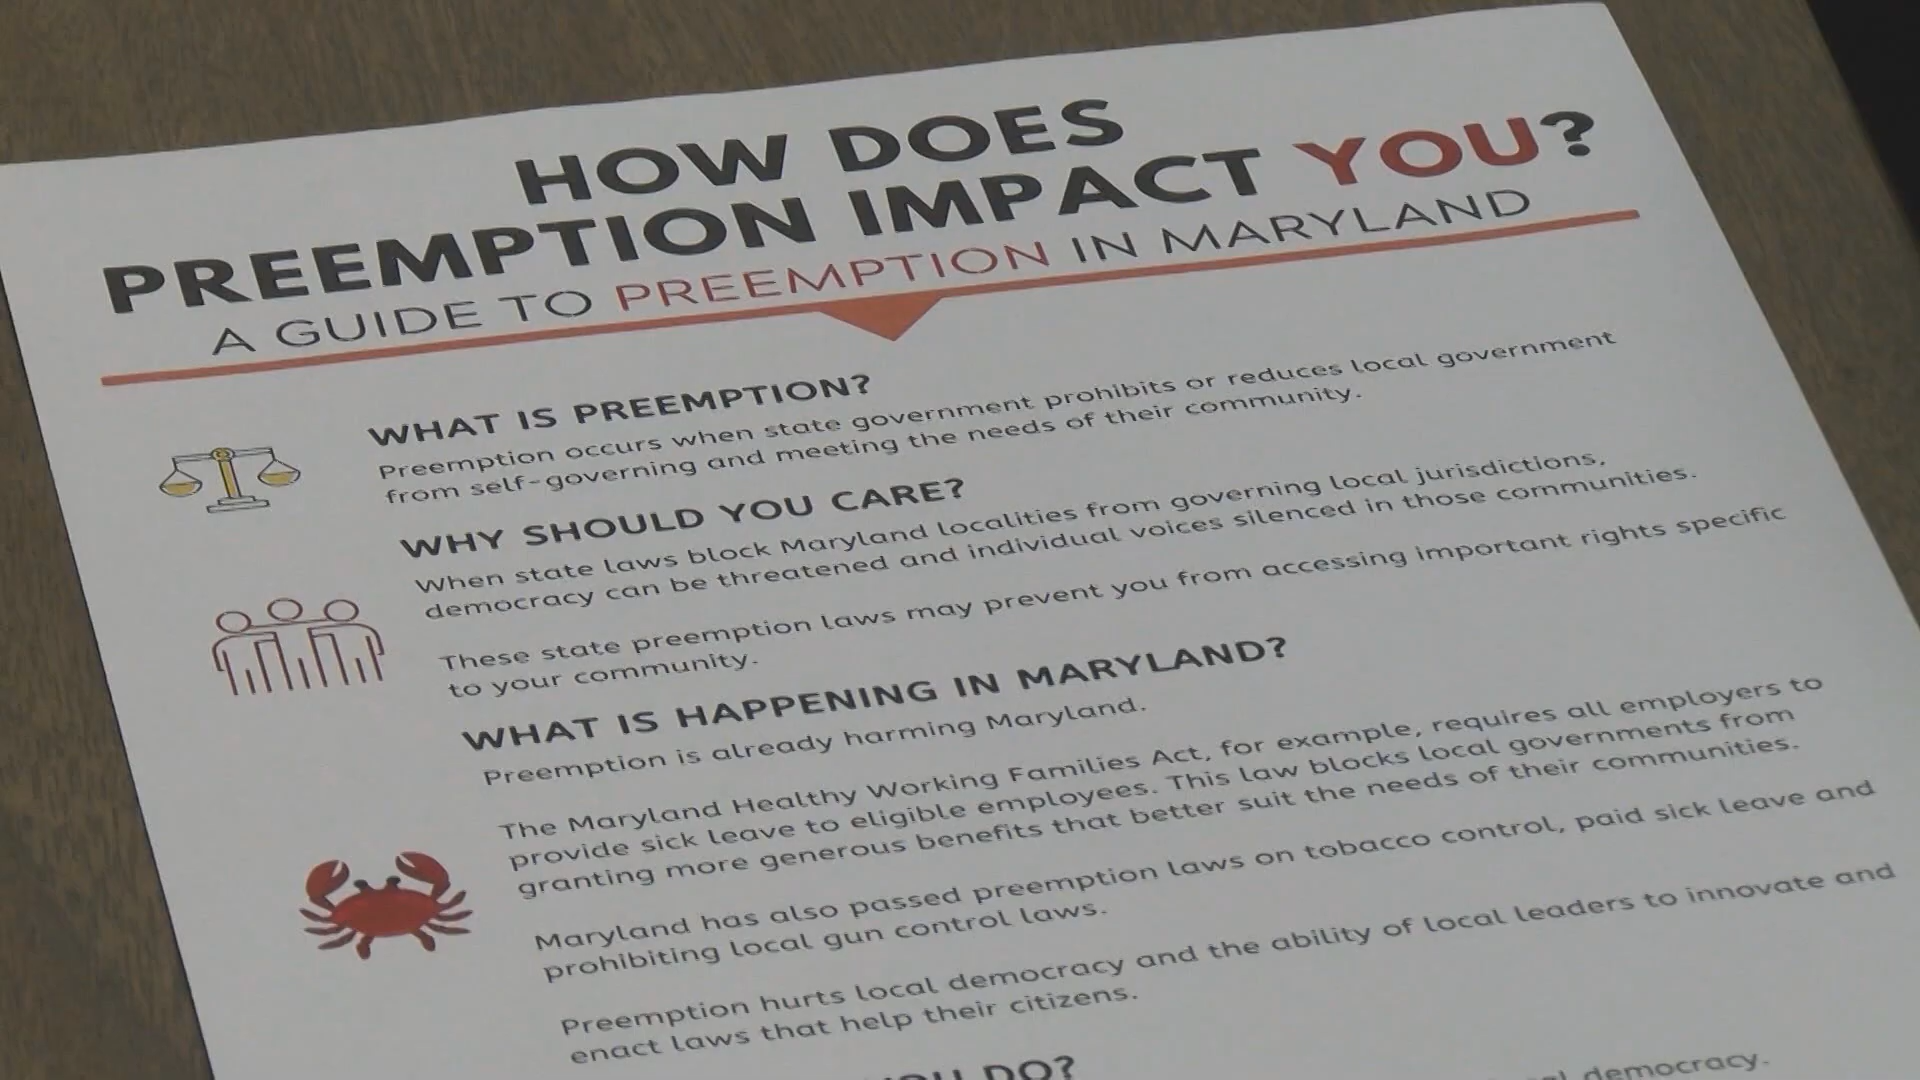 HOW DOES
PREEMPTION IMPACT YOU?
A GUIDE TO PREEMPTION IN MARYLAND
WHAT IS PREEMPTION?
Preemption occurs when state government prohibits or reduces local government
from self-governing and meeting the needs of their community.
WHY SHOULD YOU CARE?
When state laws block Maryland localities from governing local jurisdictions,
democracy can be threatened and individual voices silenced in those communities.
These state preemption laws may prevent you from accessing important rights specific
to your community.
WHAT IS HAPPENING IN MARYLAND?
Preemption is already harming Maryland.
The Maryland Healthy Working Families Act, for example, requires all employers to
provide sick leave to eligible employees. This law blocks local governments from
granting more generous benefits that better suit the needs of their communities.
Maryland has also passed preemption laws on tobacco control, paid sick leave and
prohibiting local gun control laws.
Preemption hurts local democracy and the ability of local leaders to innovate and
enact laws that help their citizens.
YOU DO?
democracy.